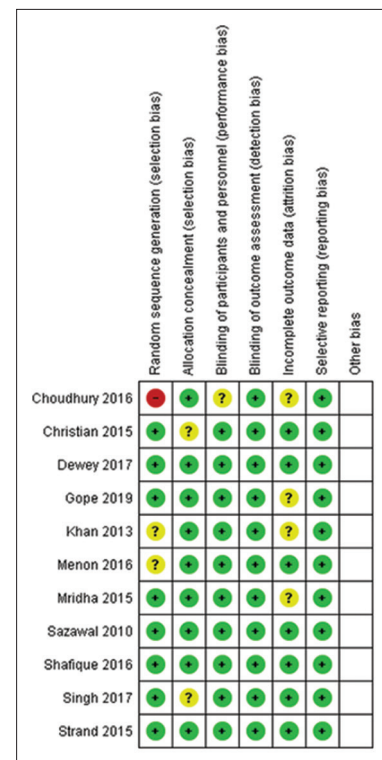 Random sequence generation (selection bias)
Allocation concealment (selection bias)
Blinding of participants and personnel (performance bias)
Blinding of outcome assessment (detection bias)
Incomplete outcome data (attrition bias)
Selective reporting (reporting bias)
Other bias
Choudhury 2016 - + ? + ? +
Christian 2015 + ? + + + +
Dewey 2017 + + + + + +
Gope 2019 + + + + ? +
Khan 2013 ? + + + ? +
Menon 2016 ? + + + + +
Mridha 2015 + + + + ? +
Sazawal 2010 + + + + + +
Shafique 2016 + + + + + +
Singh 2017 + ? + + + +
Strand 2015 + + + + + +